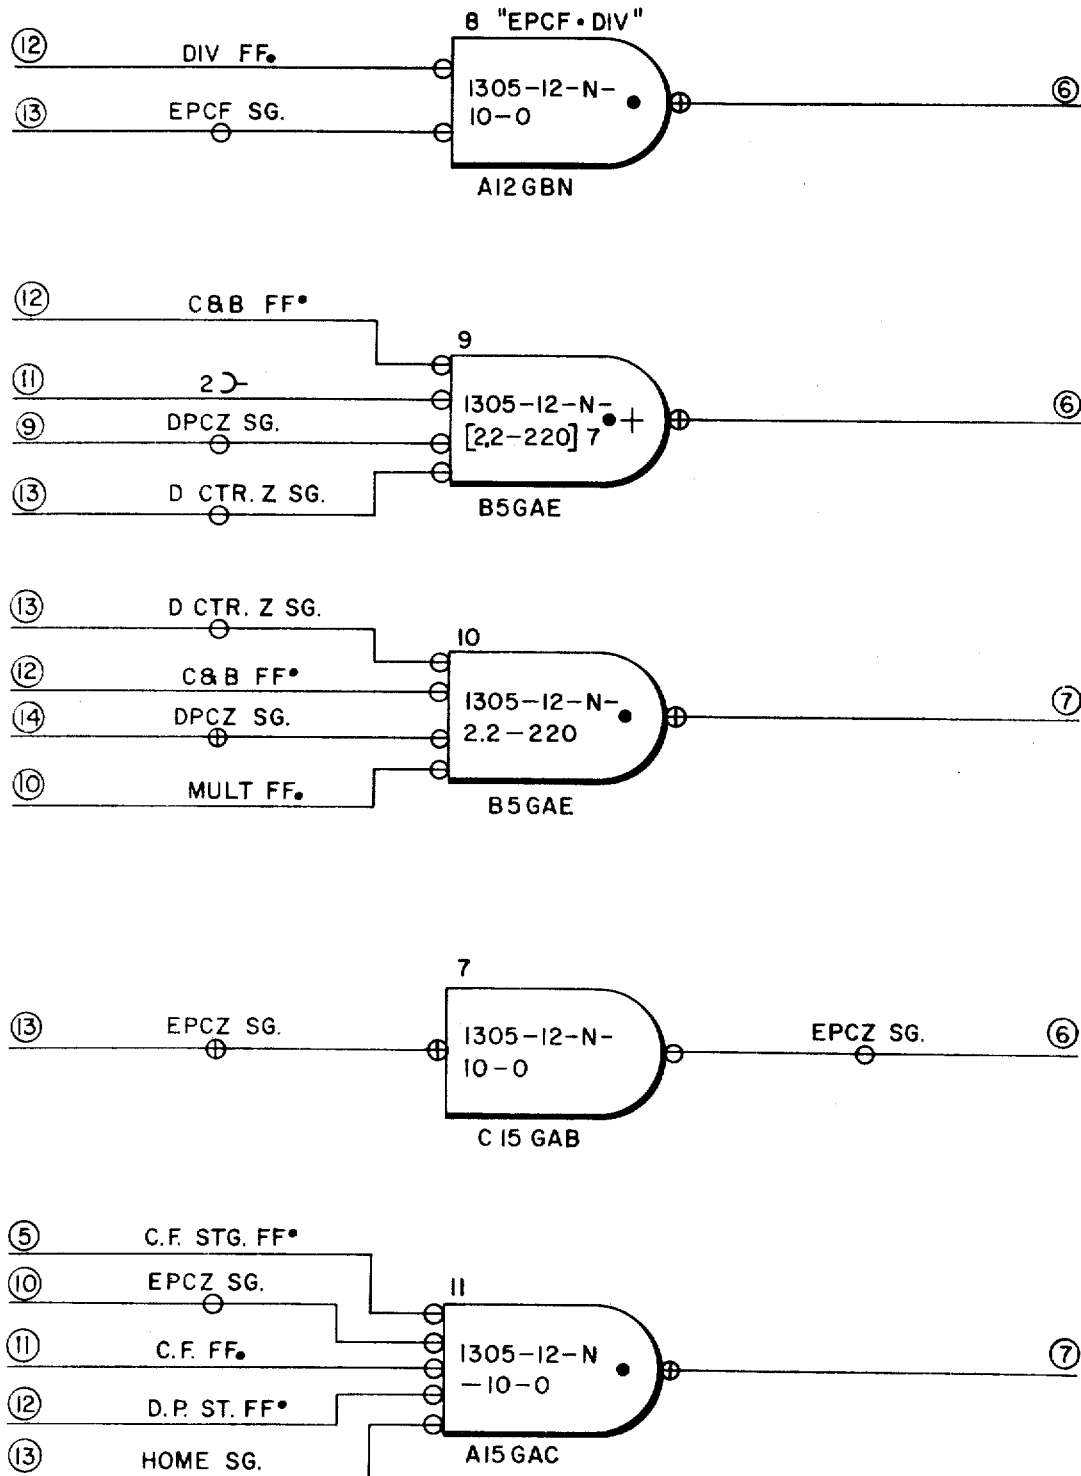 8 "EPCF • DIV"
12 DIV FF•
13 EPCF SG.
1305-12-N-
10-0 •
6
A12GBN
12 C&B FF•
9
11 2
9 DPCZ SG.
13 D CTR. Z SG.
1305-12-N-
[2.2-220] 7 • +
6
B5GAE
13 D CTR. Z SG.
10
12 C&B FF•
14 DPCZ SG.
10 MULT FF•
1305-12-N-
2.2-220 •
7
B5GAE
7
13 EPCZ SG.
1305-12-N-
10-0
EPCZ SG. 6
C15 GAB
5 C.F. STG. FF•
10 EPCZ SG.
11
11 C.F. FF•
12 D.P. ST. FF•
13 HOME SG.
1305-12-N
-10-0 •
7
A15GAC